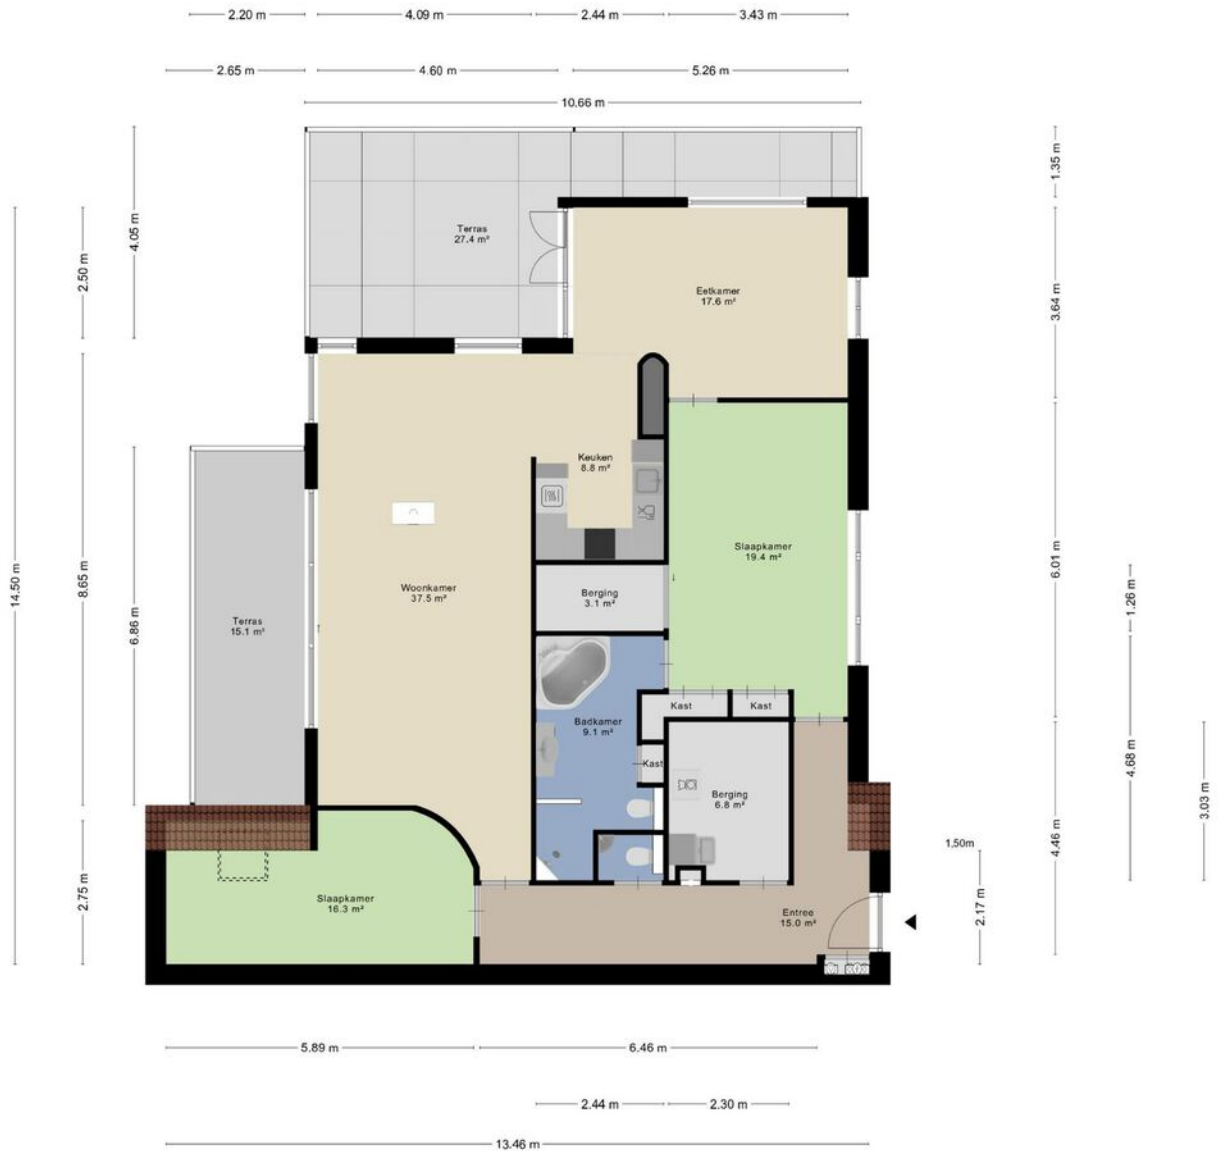 2.20 m
4.09 m
2.44 m
3.43 m
2.65 m
4.60 m
5.26 m
10.66 m
1.35 m
4.05 m
2.50 m
Terras
27.4 m²
Eetkamer
17.6 m²
3.64 m
Keuken
8.8 m²
14.50 m
8.65 m
6.86 m
Slaapkamer
19.4 m²
6.01 m
Woonkamer
37.5 m²
Berging
3.1 m²
1.26 m
Terras
15.1 m²
Kast
Kast
Badkamer
9.1 m²
Kast
Berging
6.8 m²
4.68 m
3.03 m
4.46 m
1,50m
2.75 m
Slaapkamer
16.3 m²
Entree
15.0 m²
2.17 m
5.89 m
6.46 m
2.44 m
2.30 m
13.46 m